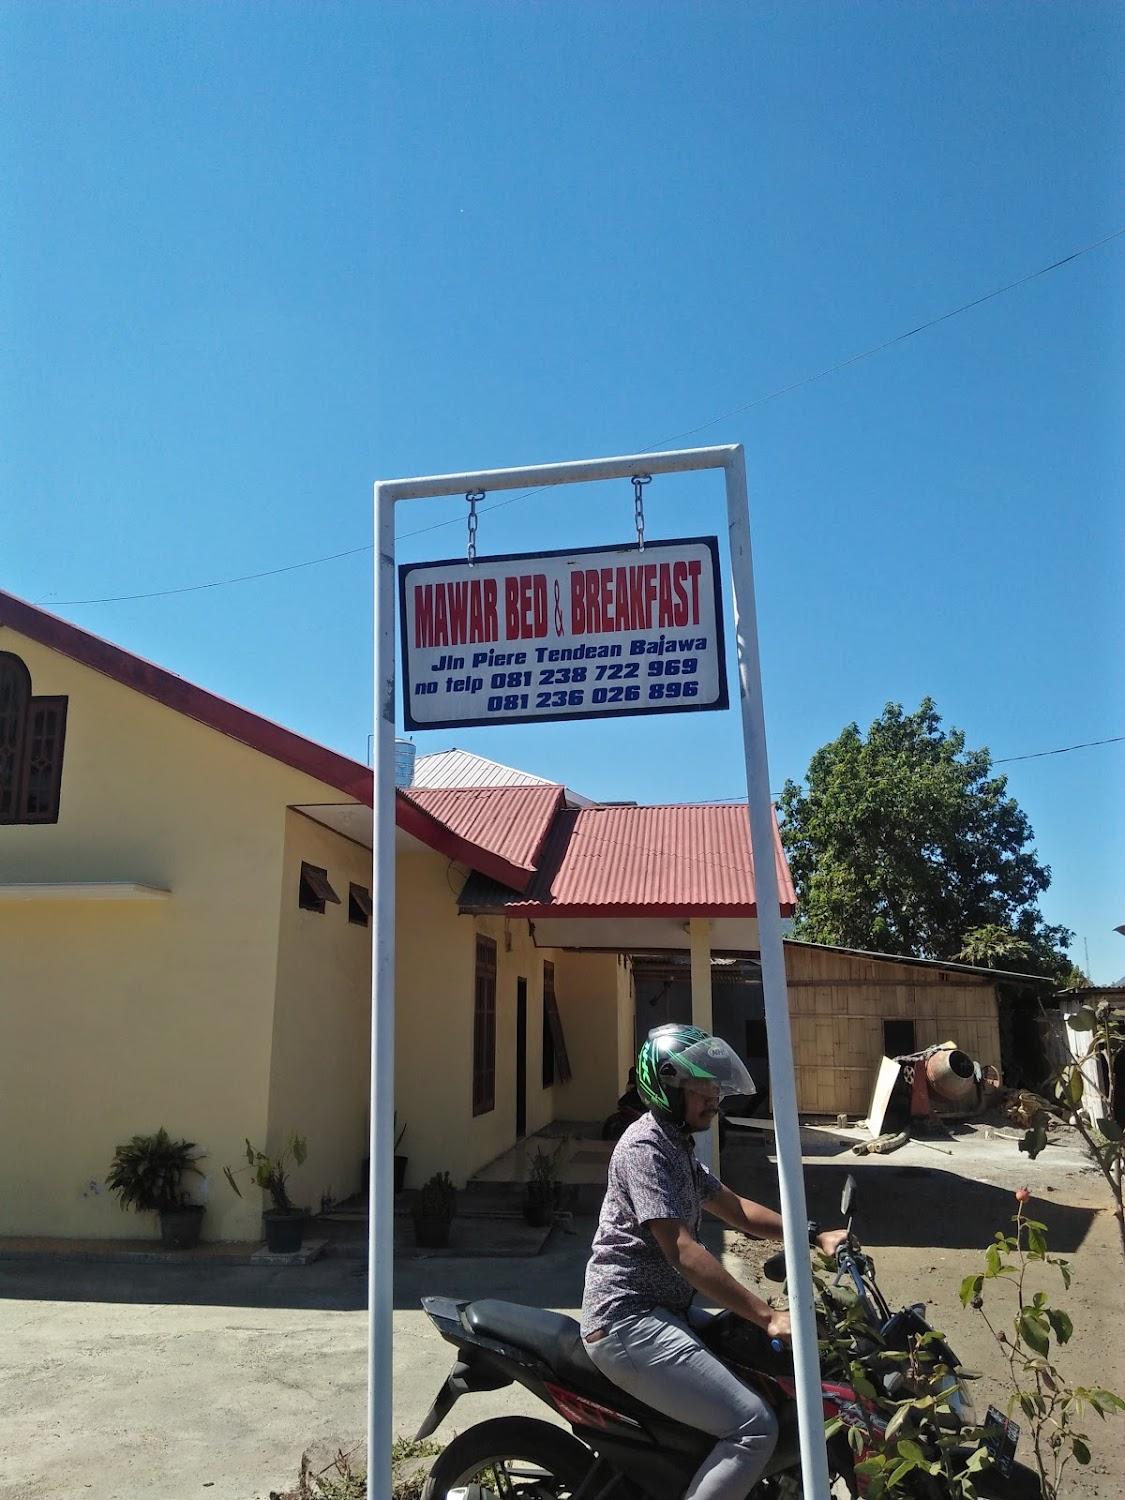 MAWAR BED & BREAKFAST
Jln Piere Tendean Bajawa
no telp 081 238 722 969
081 236 026 896